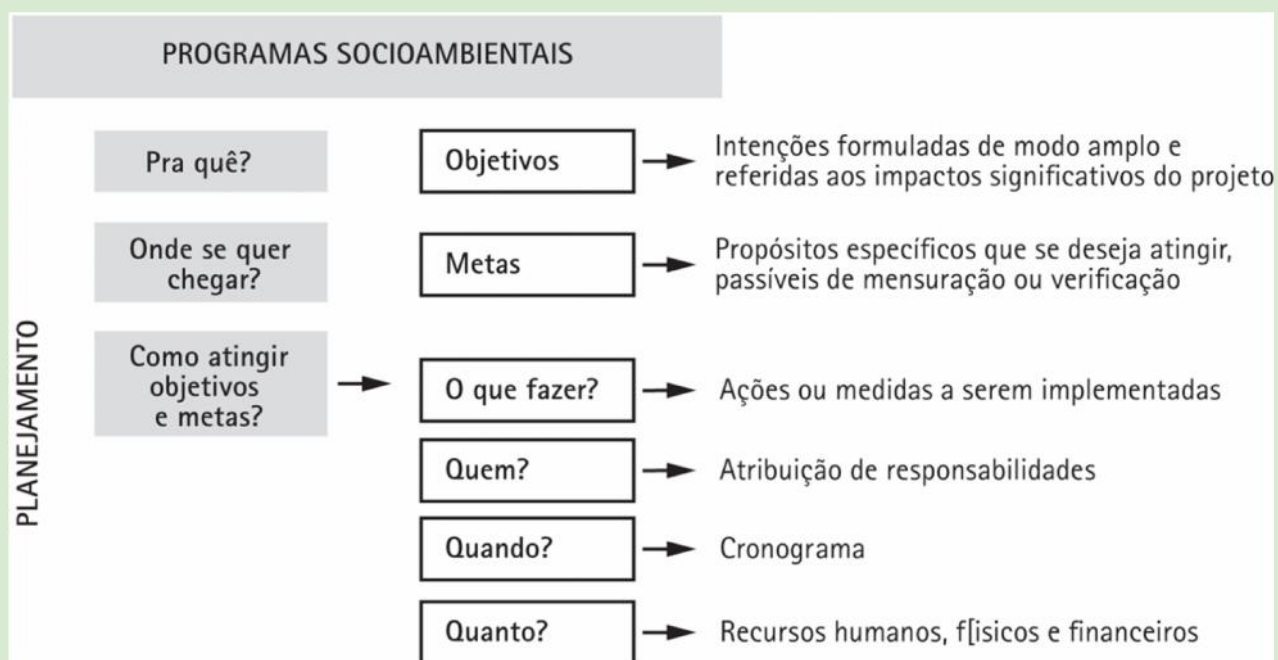 PROGRAMAS SOCIOAMBIENTAIS
PLANEJAMENTO
Pra quê?
Objetivos
Intenções formuladas de modo amplo e
referidas aos impactos significativos do projeto
Onde se quer
chegar?
Metas
Propósitos específicos que se deseja atingir,
passíveis de mensuração ou verificação
Como atingir
objetivos
e metas?
O que fazer?
Ações ou medidas a serem implementadas
Quem?
Atribuição de responsabilidades
Quando?
Cronograma
Quanto?
Recursos humanos, f[isicos e financeiros